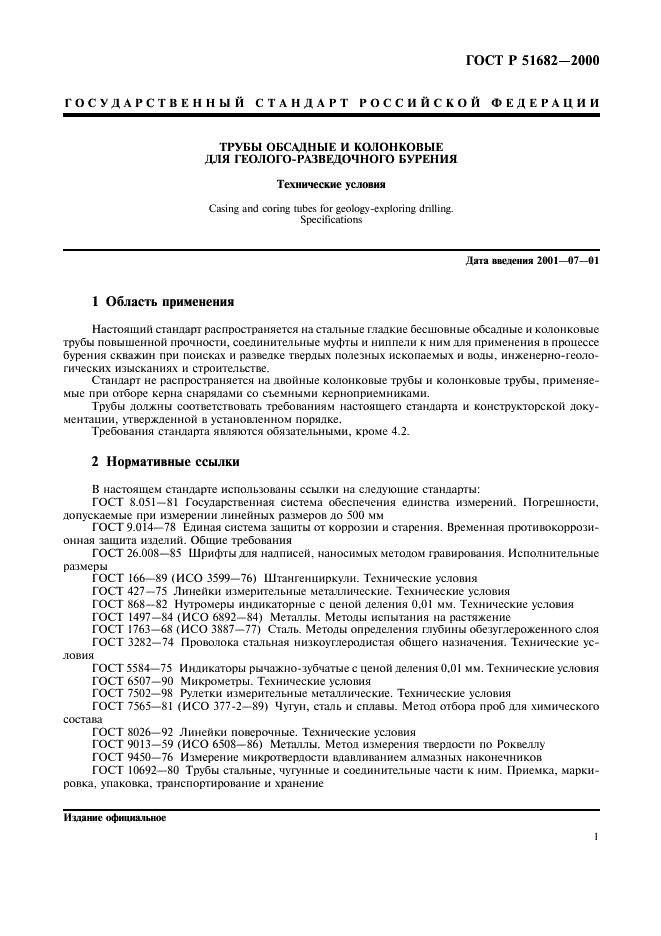 ГОСТ Р 51682—2000
ГОСУДАРСТВЕННЫЙ СТАНДАРТ РОССИЙСКОЙ ФЕДЕРАЦИИ
ТРУБЫ ОБСАДНЫЕ И КОЛОНКОВЫЕ
ДЛЯ ГЕОЛОГО-РАЗВЕДОЧНОГО БУРЕНИЯ
Технические условия
Casing and coring tubes for geology-exploring drilling.
Specifications
Дата введения 2001—07—01
1 Область применения
Настоящий стандарт распространяется на стальные гладкие бесшовные обсадные и колонковые
трубы повышенной прочности, соединительные муфты и ниппели к ним для применения в процессе
бурения скважин при поисках и разведке твердых полезных ископаемых и воды, инженерно-геоло-
гических изысканиях и строительстве.
Стандарт не распространяется на двойные колонковые трубы и колонковые трубы, применяе-
мые при отборе керна снарядами со съемными керноприемниками.
Трубы должны соответствовать требованиям настоящего стандарта и конструкторской доку-
ментации, утвержденной в установленном порядке.
Требования стандарта являются обязательными, кроме 4.2.
2 Нормативные ссылки
В настоящем стандарте использованы ссылки на следующие стандарты:
ГОСТ 8.051—81 Государственная система обеспечения единства измерений. Погрешности,
допускаемые при измерении линейных размеров до 500 мм
ГОСТ 9.014—78 Единая система защиты от коррозии и старения. Временная противокоррози-
онная защита изделий. Общие требования
ГОСТ 26.008—85 Шрифты для надписей, наносимых методом гравирования. Исполнительные
размеры
ГОСТ 166—89 (ИСО 3599—76) Штангенциркули. Технические условия
ГОСТ 427—75 Линейки измерительные металлические. Технические условия
ГОСТ 868—82 Нутромеры индикаторные с ценой деления 0,01 мм. Технические условия
ГОСТ 1497—84 (ИСО 6892—84) Металлы. Методы испытания на растяжение
ГОСТ 1763—68 (ИСО 3887—77) Сталь. Методы определения глубины обезуглероженного слоя
ГОСТ 3282—74 Проволока стальная низкоуглеродистая общего назначения. Технические ус-
ловия
ГОСТ 5584—75 Индикаторы рычажно-зубчатые с ценой деления 0,01 мм. Технические условия
ГОСТ 6507—90 Микрометры. Технические условия
ГОСТ 7502—98 Рулетки измерительные металлические. Технические условия
ГОСТ 7565—81 (ИСО 377-2—89) Чугун, сталь и сплавы. Метод отбора проб для химического
состава
ГОСТ 8026—92 Линейки поверочные. Технические условия
ГОСТ 9013—59 (ИСО 6508—86) Металлы. Метод измерения твердости по Роквеллу
ГОСТ 9450—76 Измерение микротвердости вдавливанием алмазных наконечников
ГОСТ 10692—80 Трубы стальные, чугунные и соединительные части к ним. Приемка, марки-
ровка, упаковка, транспортирование и хранение
Издание официальное
1